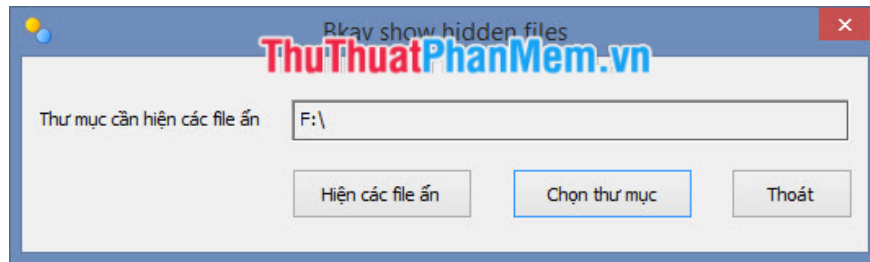 Bkav show hidden files
ThuThuatPhanMem.vn
Thư mục cần hiện các file ẩn
F:\
Hiện các file ẩn
Chọn thư mục
Thoát